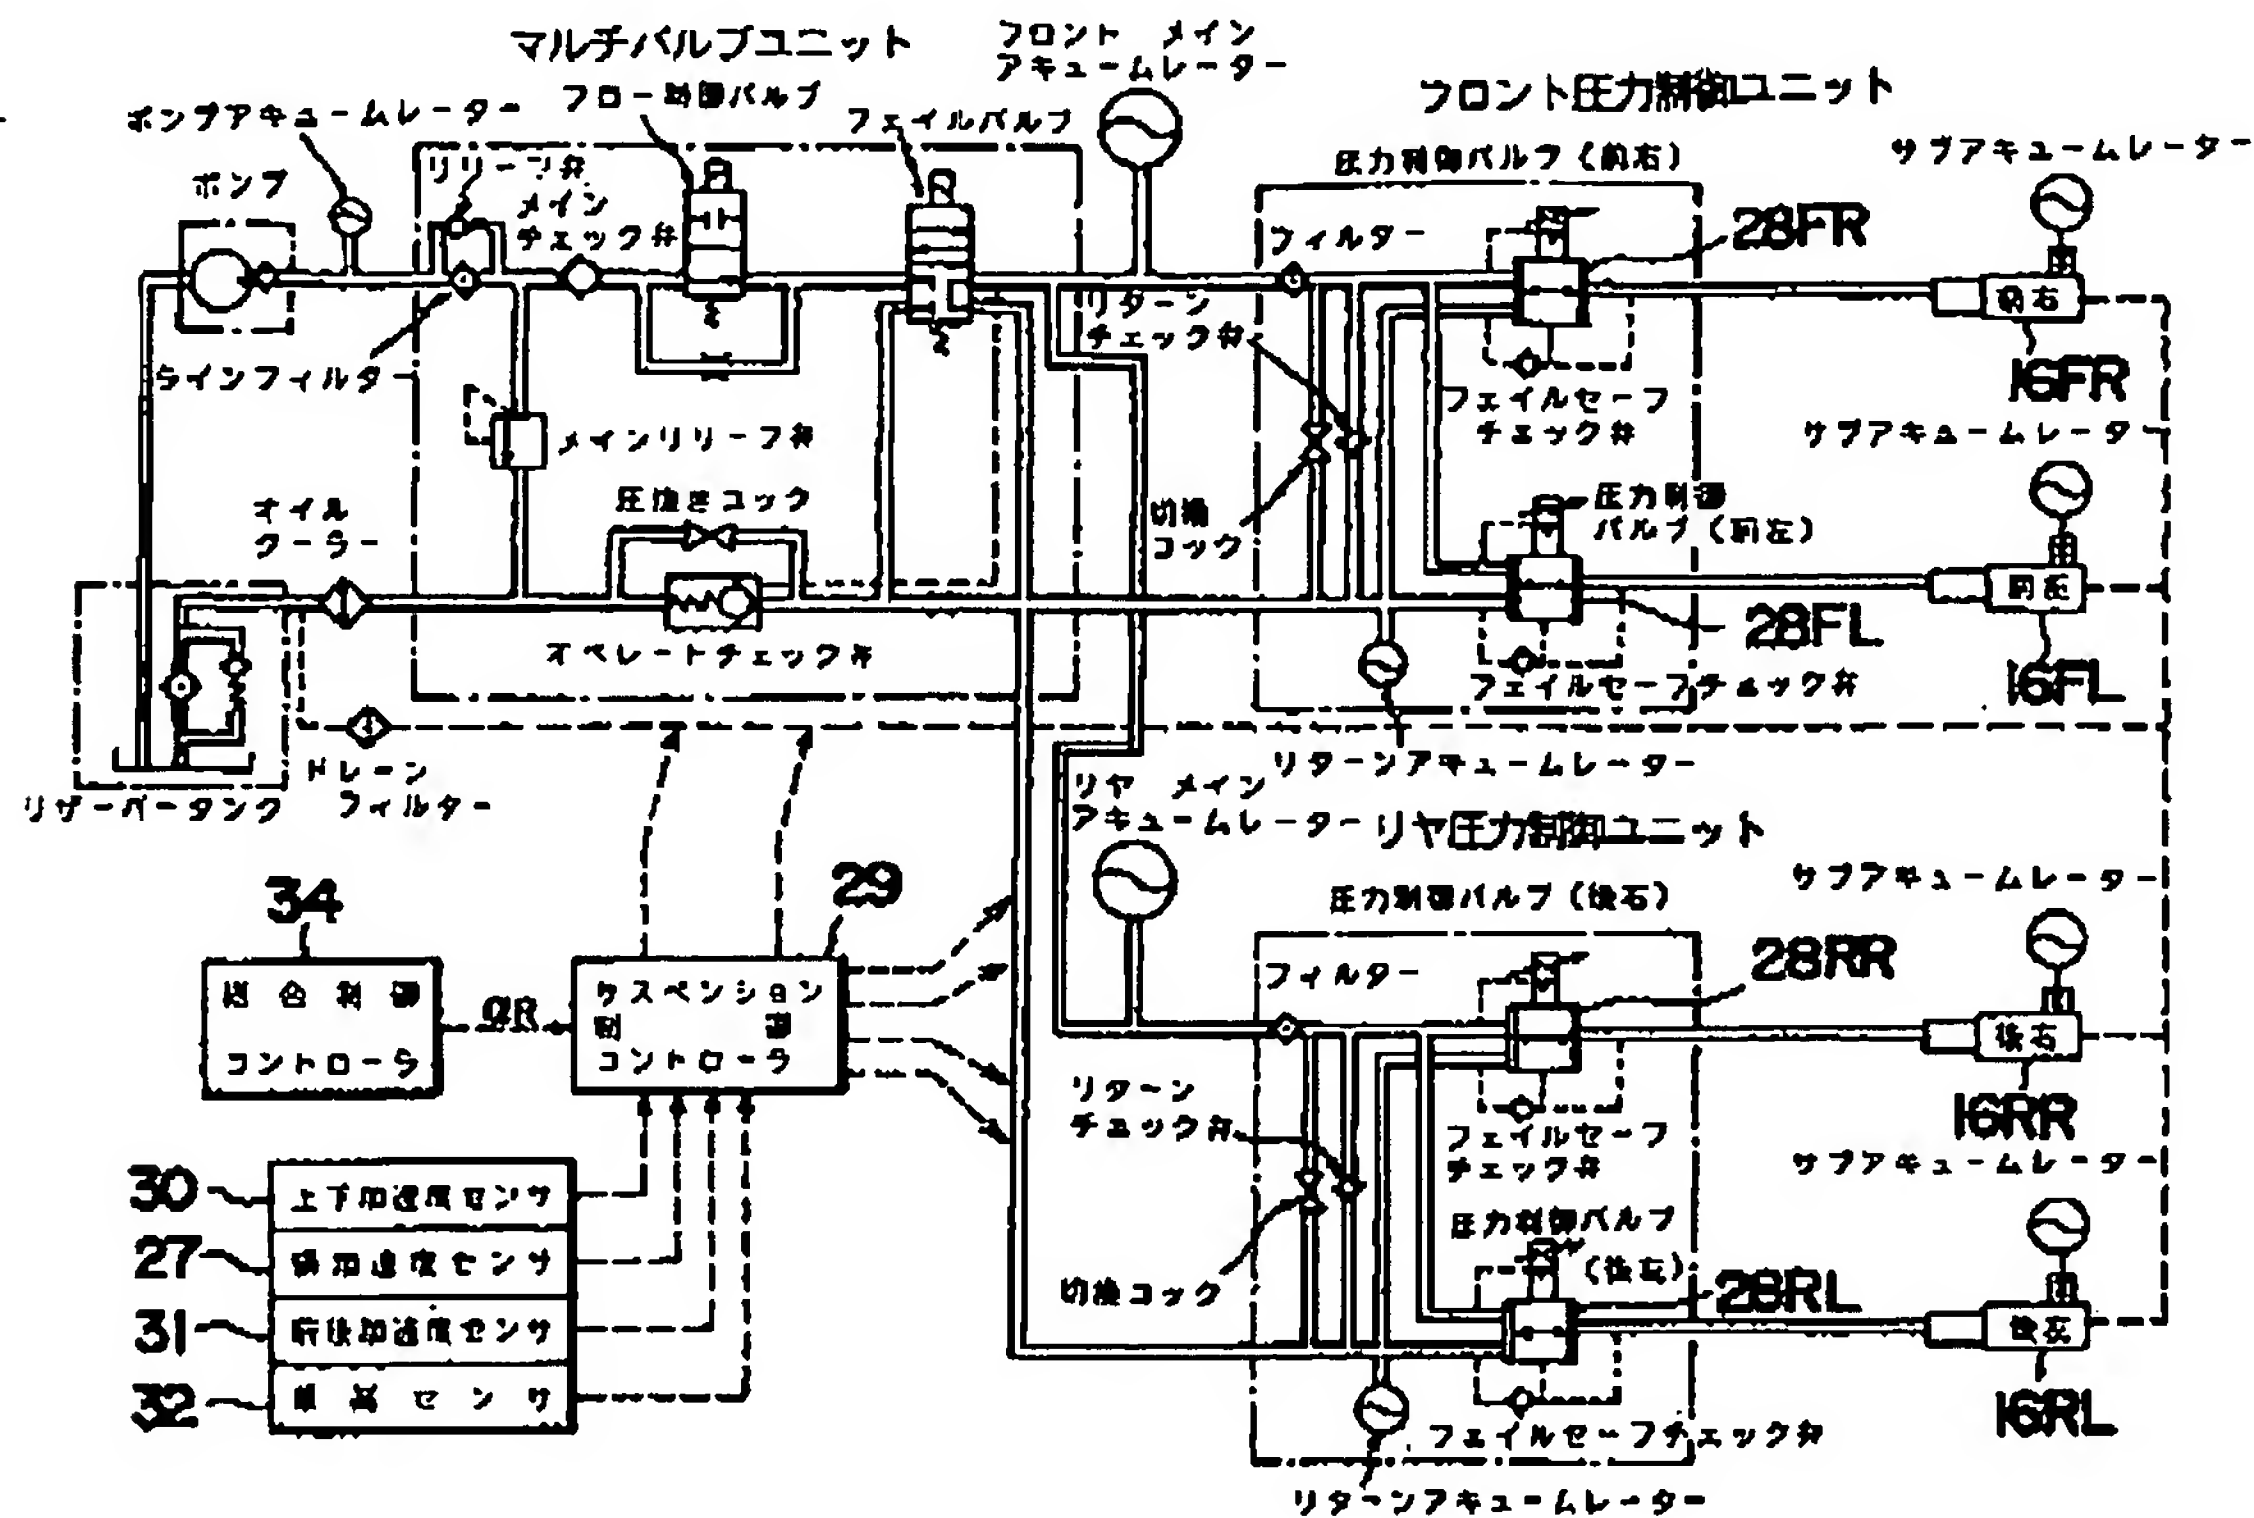 マルチバルブユニット
フロント メイン
アキュームレーター
フロー制御バルブ
フロント圧力制御ユニット
ポンプアキュームレーター
フェイルバルブ
サブアキュームレーター
圧力制御バルブ(前右)
リリーフ弁
ポンプ
メイン
チェック弁
28FR
フィルター
前右
リターン
チェック弁
ラインフィルター
16FR
フェイルセーフ
チェック弁
サブアキュームレーター
メインリリーフ弁
圧抜きコック
圧力制御
バルブ(前左)
オイル
クーラー
切換
コック
前左
28FL
オペレートチェック弁
フェイルセーフチェック弁
16FL
リターンアキュームレーター
ドレーン
フィルター
リザーバータンク
リヤ メイン
アキュームレーター
リヤ圧力制御ユニット
34
29
圧力制御バルブ(後右)
サブアキュームレーター
28RR
フィルター
総合制御
コントローラ
αR
サスペンション
制御
コントローラ
後右
リターン
チェック弁
16RR
フェイルセーフ
チェック弁
サブアキュームレーター
30
上下加速度センサ
27
横加速度センサ
31
前後加速度センサ
32
車高センサ
圧力制御バルブ
(後左)
切換コック
28RL
後左
16RL
フェイルセーフチェック弁
リターンアキュームレーター